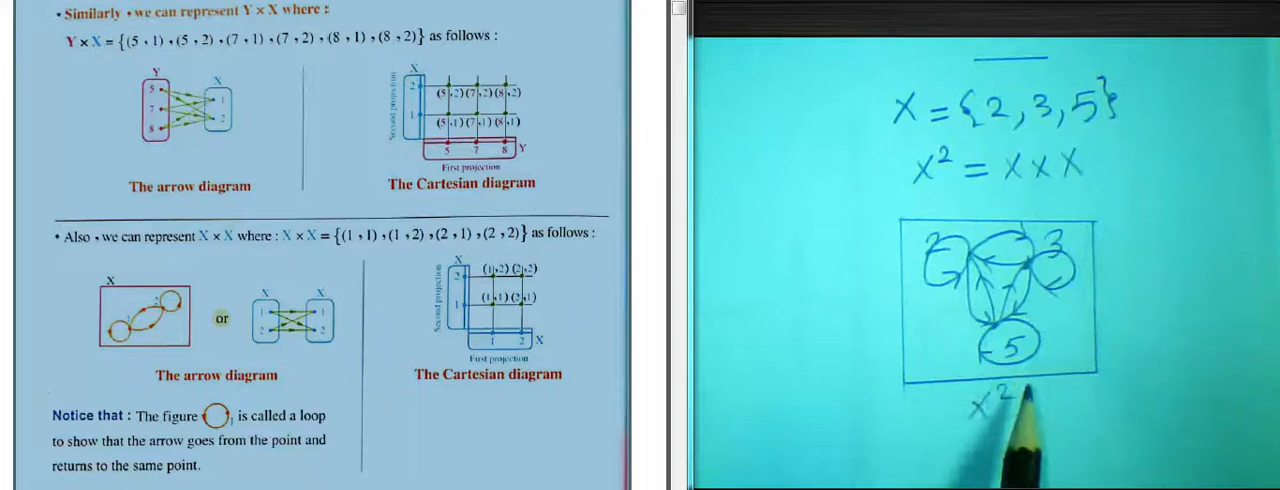 • Similarly , we can represent Y × X where :
Y × X = {(5 , 1) , (5 , 2) , (7 , 1) , (7 , 2) , (8 , 1) , (8 , 2)} as follows :
Y
X
5
7
8
1
2
The arrow diagram
X
Second projection
2
1
(5 , 2) (7 , 2) (8 , 2)
(5 , 1) (7 , 1) (8 , 1)
5 7 8 Y
First projection
The Cartesian diagram
• Also , we can represent X × X where : X × X = {(1 , 1) , (1 , 2) , (2 , 1) , (2 , 2)} as follows :
X
1
2
or
X X
1 1
2 2
The arrow diagram
X
Second projection
2
1
(1 , 2) (2 , 2)
(1 , 1) (2 , 1)
1 2 X
First projection
The Cartesian diagram
Notice that : The figure 1 is called a loop
to show that the arrow goes from the point and
returns to the same point.
X = {2, 3, 5}
X² = X × X
2 3
5
X²